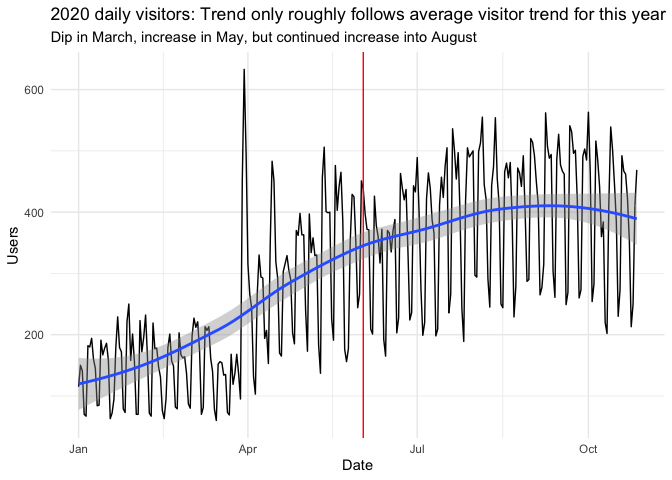 2020 daily visitors: Trend only roughly follows average visitor trend for this year
Dip in March, increase in May, but continued increase into August
600
400
200
Users
Jan Apr Jul Oct
Date